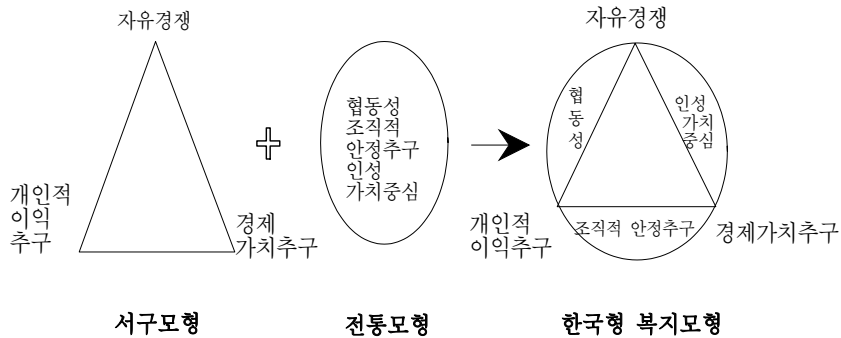 자유경쟁
개인적
이익
추구
경제
가치추구
서구모형
협동성
조직적
안정추구
인성
가치중심
전통모형
자유경쟁
협
동
성
인성
가치
중심
개인적
이익추구
조직적 안정추구
경제가치추구
한국형 복지모형